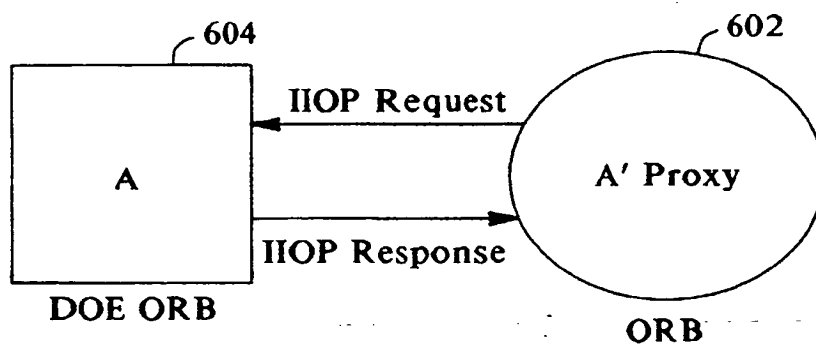 604
602
IIOP Request
A
A' Proxy
IIOP Response
DOE ORB
ORB